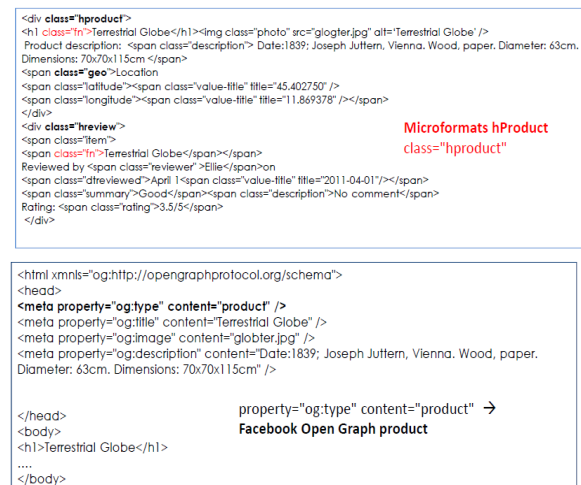 <div class="hproduct">
<h1 class="fn">Terrestrial Globe</h1><img class="photo" src="glogter.jpg" alt='Terrestrial Globe' />
Product description: <span class="description"> Date:1839; Joseph Juttern, Vienna. Wood, paper. Diameter: 63cm.
Dimensions: 70x70x115cm </span>
<span class="geo">Location
<span class="latitude"><span class="value-title" title="45.402750" />
<span class="longitude"><span class="value-title" title="11.869378" /></span>
</div>
<div class="hreview">
<span class="item">
<span class="fn">Terrestrial Globe</span></span>
Reviewed by <span class="reviewer" >Ellie</span>on
<span class="dtreviewed">April 1<span class="value-title" title="2011-04-01"/></span>
<span class="summary">Good</span><span class="description">No comment</span>
Rating: <span class="rating">3.5/5</span>
</div>
Microformats hProduct
class="hproduct"
<html xmnls="og:http://opengraphprotocol.org/schema">
<head>
<meta property="og:type" content="product" />
<meta property="og:title" content="Terrestrial Globe" />
<meta property="og:image" content="globter.jpg" />
<meta property="og:description" content="Date:1839; Joseph Juttern, Vienna. Wood, paper.
Diameter: 63cm. Dimensions: 70x70x115cm" />
</head>
<body>
<h1>Terrestrial Globe</h1>
....
</body>
property="og:type" content="product" →
Facebook Open Graph product